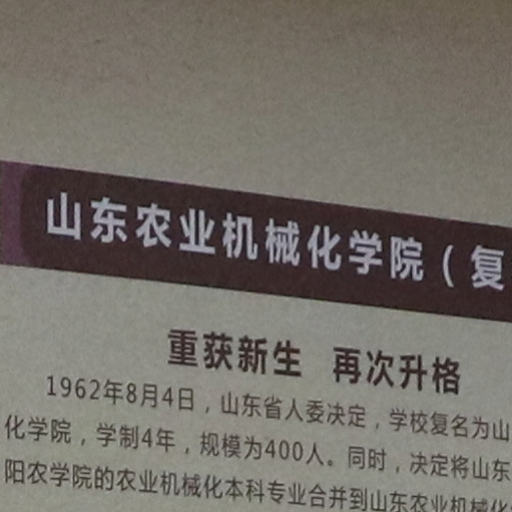 山东农业机械化学院（复
重获新生 再次升格
1962年8月4日，山东省人委决定，学校复名为山
化学院，学制4年，规模为400人。同时，决定将山东
阳农学院的农业机械化本科专业合并到山东农业机械化